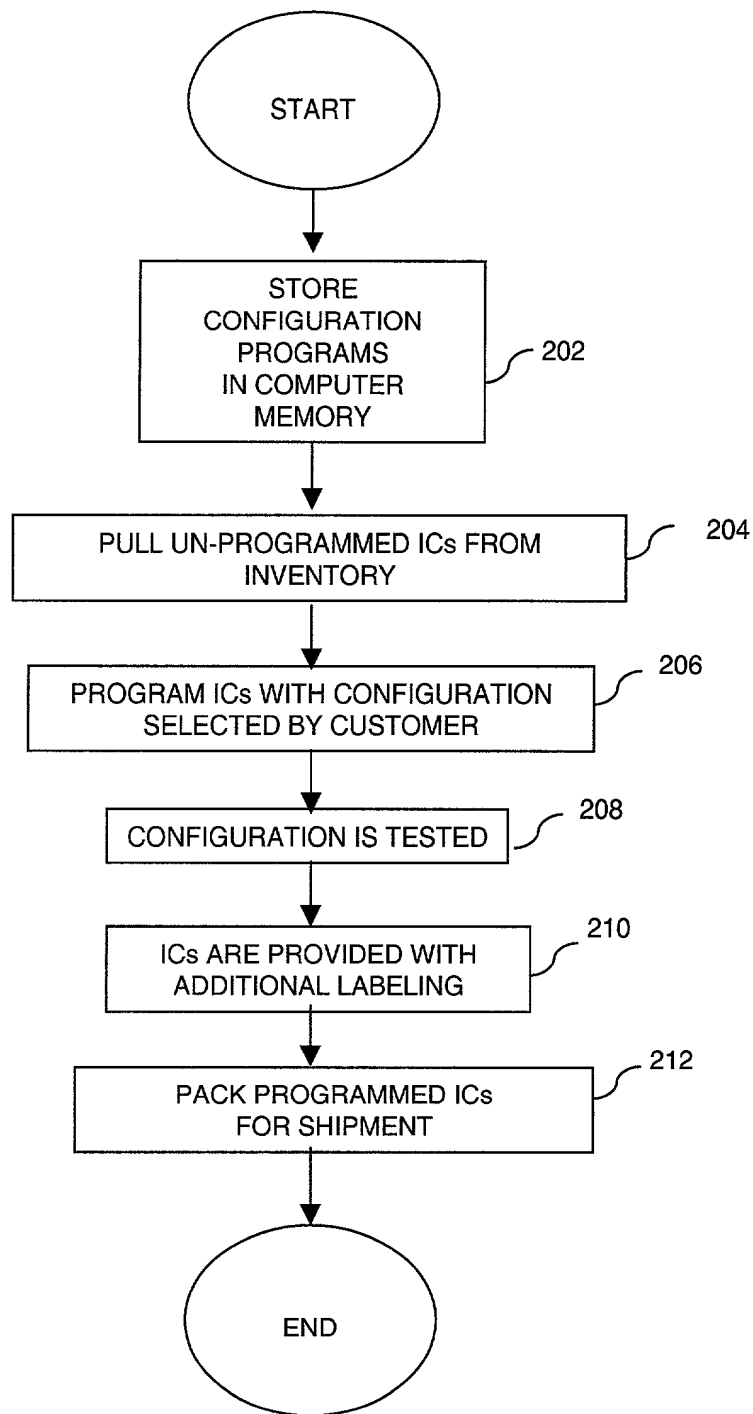 START
STORE
CONFIGURATION
PROGRAMS
IN COMPUTER
MEMORY
202
PULL UN-PROGRAMMED ICs FROM
INVENTORY
204
PROGRAM ICs WITH CONFIGURATION
SELECTED BY CUSTOMER
206
CONFIGURATION IS TESTED
208
ICs ARE PROVIDED WITH
ADDITIONAL LABELING
210
PACK PROGRAMMED ICs
FOR SHIPMENT
212
END